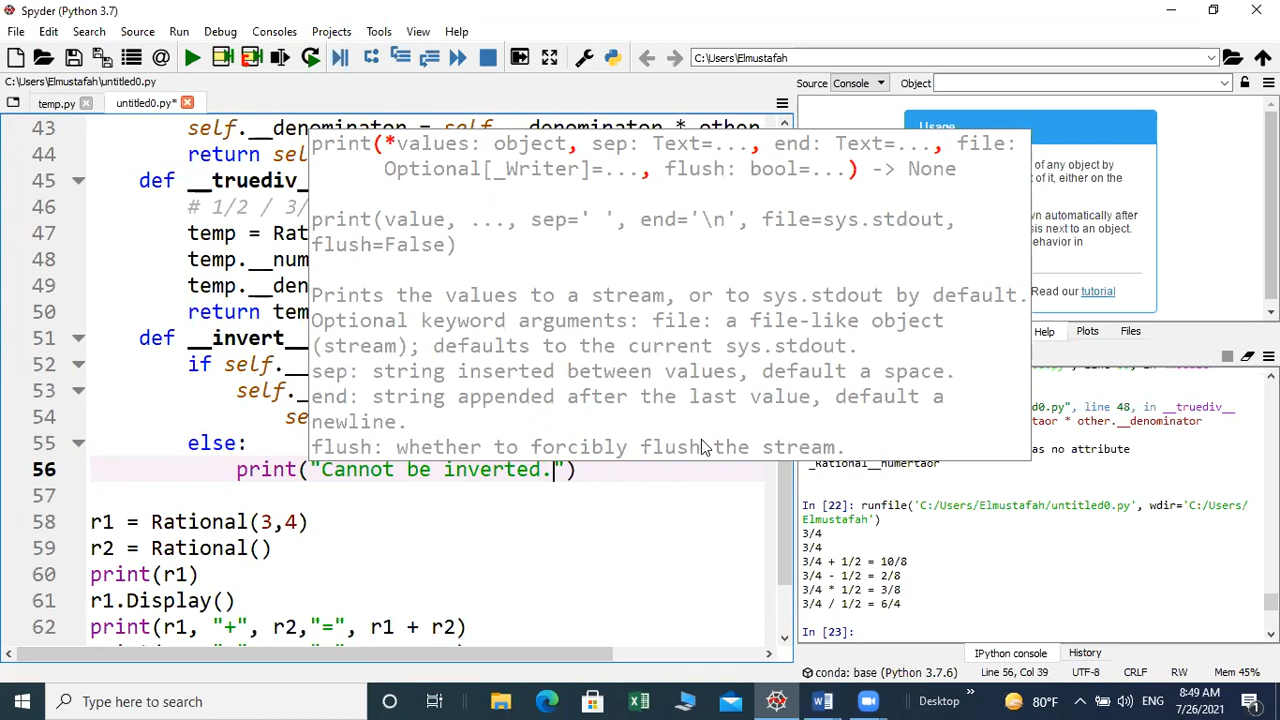 Spyder (Python 3.7)
File Edit Search Source Run Debug Consoles Projects Tools View Help
C:\Users\Elmustafah
C:\Users\Elmustafah\untitled0.py
Source Console Object
temp.py untitled0.py*
43 self.__denominator = self.__denominator * other
44 return sel
45 def __truediv_
46 # 1/2 / 3/
47 temp = Rat
48 temp.__num
49 temp.__den
50 return tem
51 def __invert__
52 if self.__
53 self._
54 se
55 else:
56 print("Cannot be inverted.")
57
58 r1 = Rational(3,4)
59 r2 = Rational()
60 print(r1)
61 r1.Display()
62 print(r1, "+", r2,"=", r1 + r2)
print(*values: object, sep: Text=..., end: Text=..., file:
Optional[_Writer]=..., flush: bool=...) -> None
print(value, ..., sep=' ', end='\n', file=sys.stdout,
flush=False)
Prints the values to a stream, or to sys.stdout by default.
Optional keyword arguments: file: a file-like object
(stream); defaults to the current sys.stdout.
sep: string inserted between values, default a space.
end: string appended after the last value, default a
newline.
flush: whether to forcibly flush the stream.
Usage
of any object by
t of it, either on the
wn automatically after
sis next to an object.
behavior in
Read our tutorial
Help Plots Files
d0.py", line 48, in __truediv__
taor * other.__denominator
as no attribute
_Rational__numertaor'
In [22]: runfile('C:/Users/Elmustafah/untitled0.py', wdir='C:/Users/
Elmustafah')
3/4
3/4
3/4 + 1/2 = 10/8
3/4 - 1/2 = 2/8
3/4 * 1/2 = 3/8
3/4 / 1/2 = 6/4
In [23]:
IPython console History
conda: base (Python 3.7.6) Line 56, Col 39 UTF-8 CRLF RW Mem 45%
Type here to search
Desktop
80°F
ENG
8:49 AM
7/26/2021